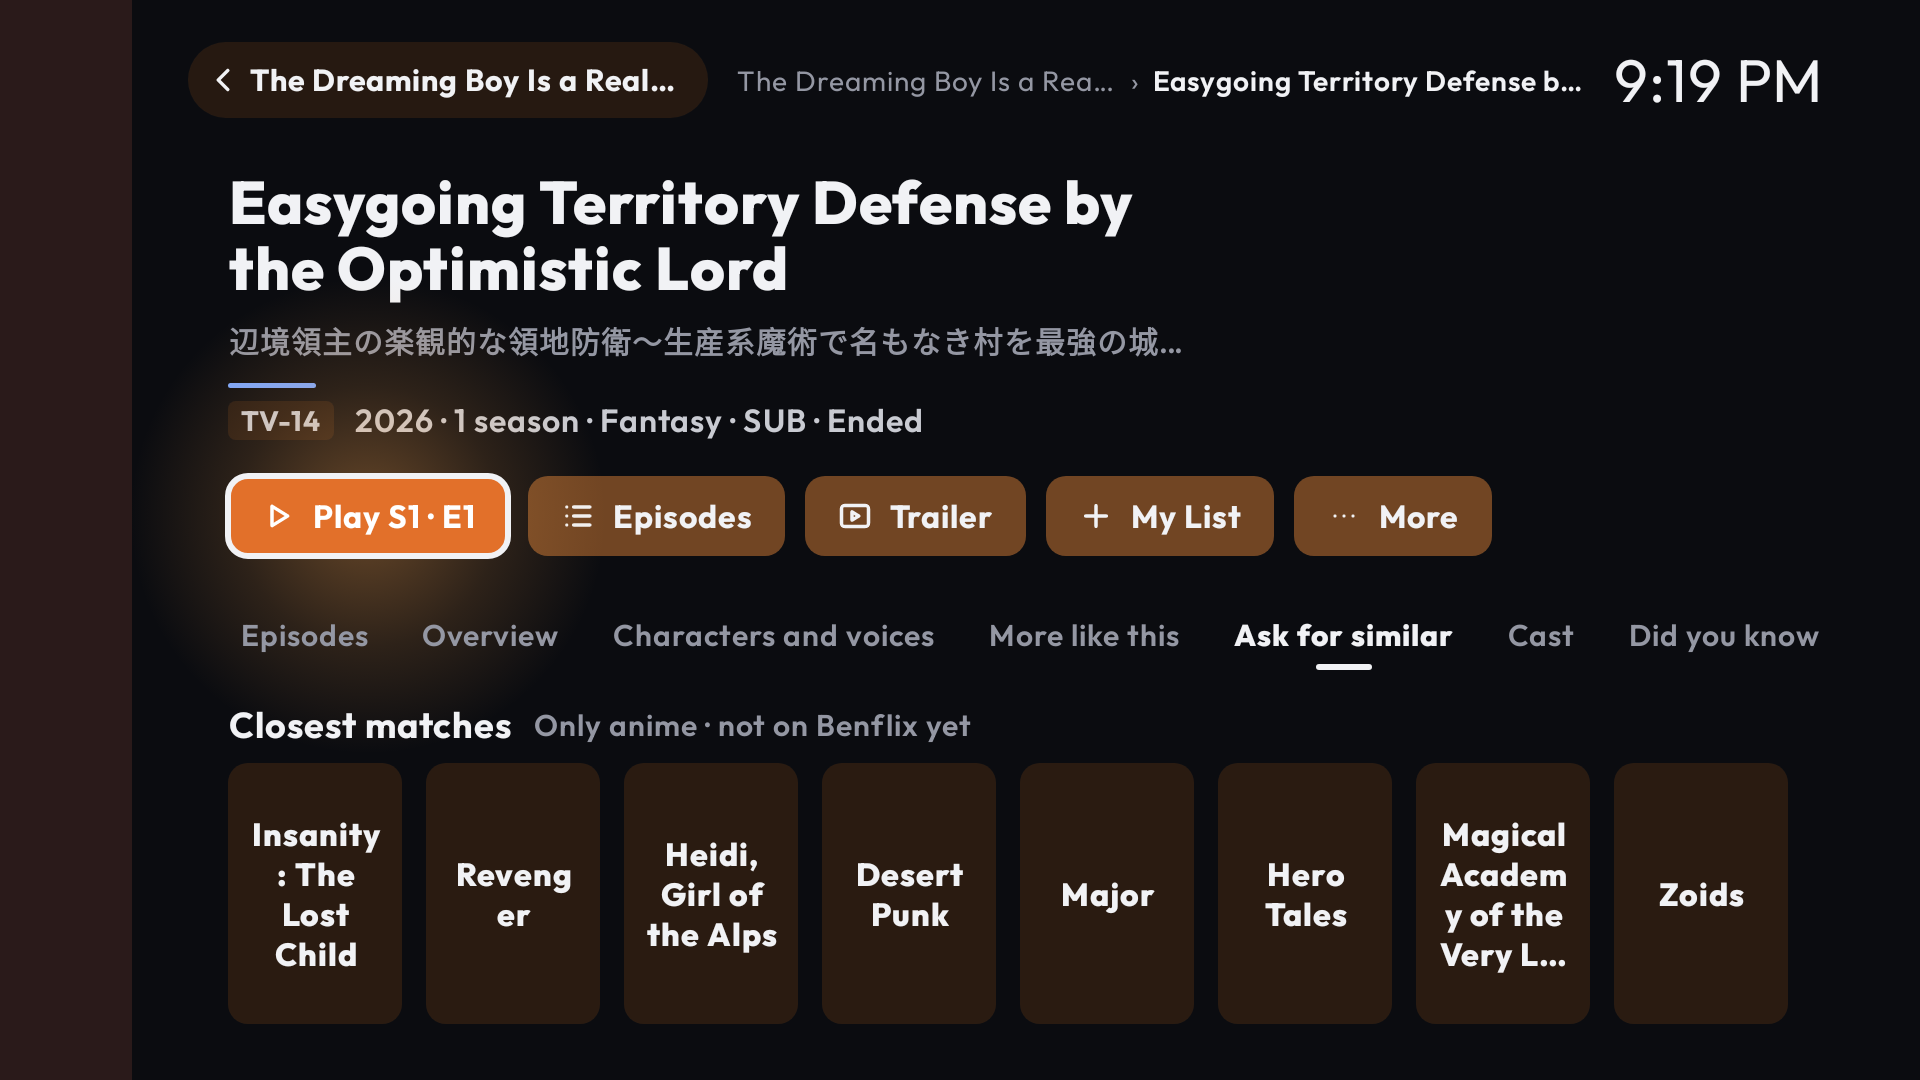 The Dreaming Boy Is a Real...
The Dreaming Boy Is a Rea... › Easygoing Territory Defense b...
9:19 PM
Easygoing Territory Defense by
the Optimistic Lord
辺境領主の楽観的な領地防衛～生産系魔術で名もなき村を最強の城...
TV-14 2026 · 1 season · Fantasy · SUB · Ended
Play S1 · E1
Episodes
Trailer
My List
More
Episodes
Overview
Characters and voices
More like this
Ask for similar
Cast
Did you know
Closest matches Only anime · not on Benflix yet
Insanity
: The
Lost
Child
Reveng
er
Heidi,
Girl of
the Alps
Desert
Punk
Major
Hero
Tales
Magical
Academ
y of the
Very L...
Zoids